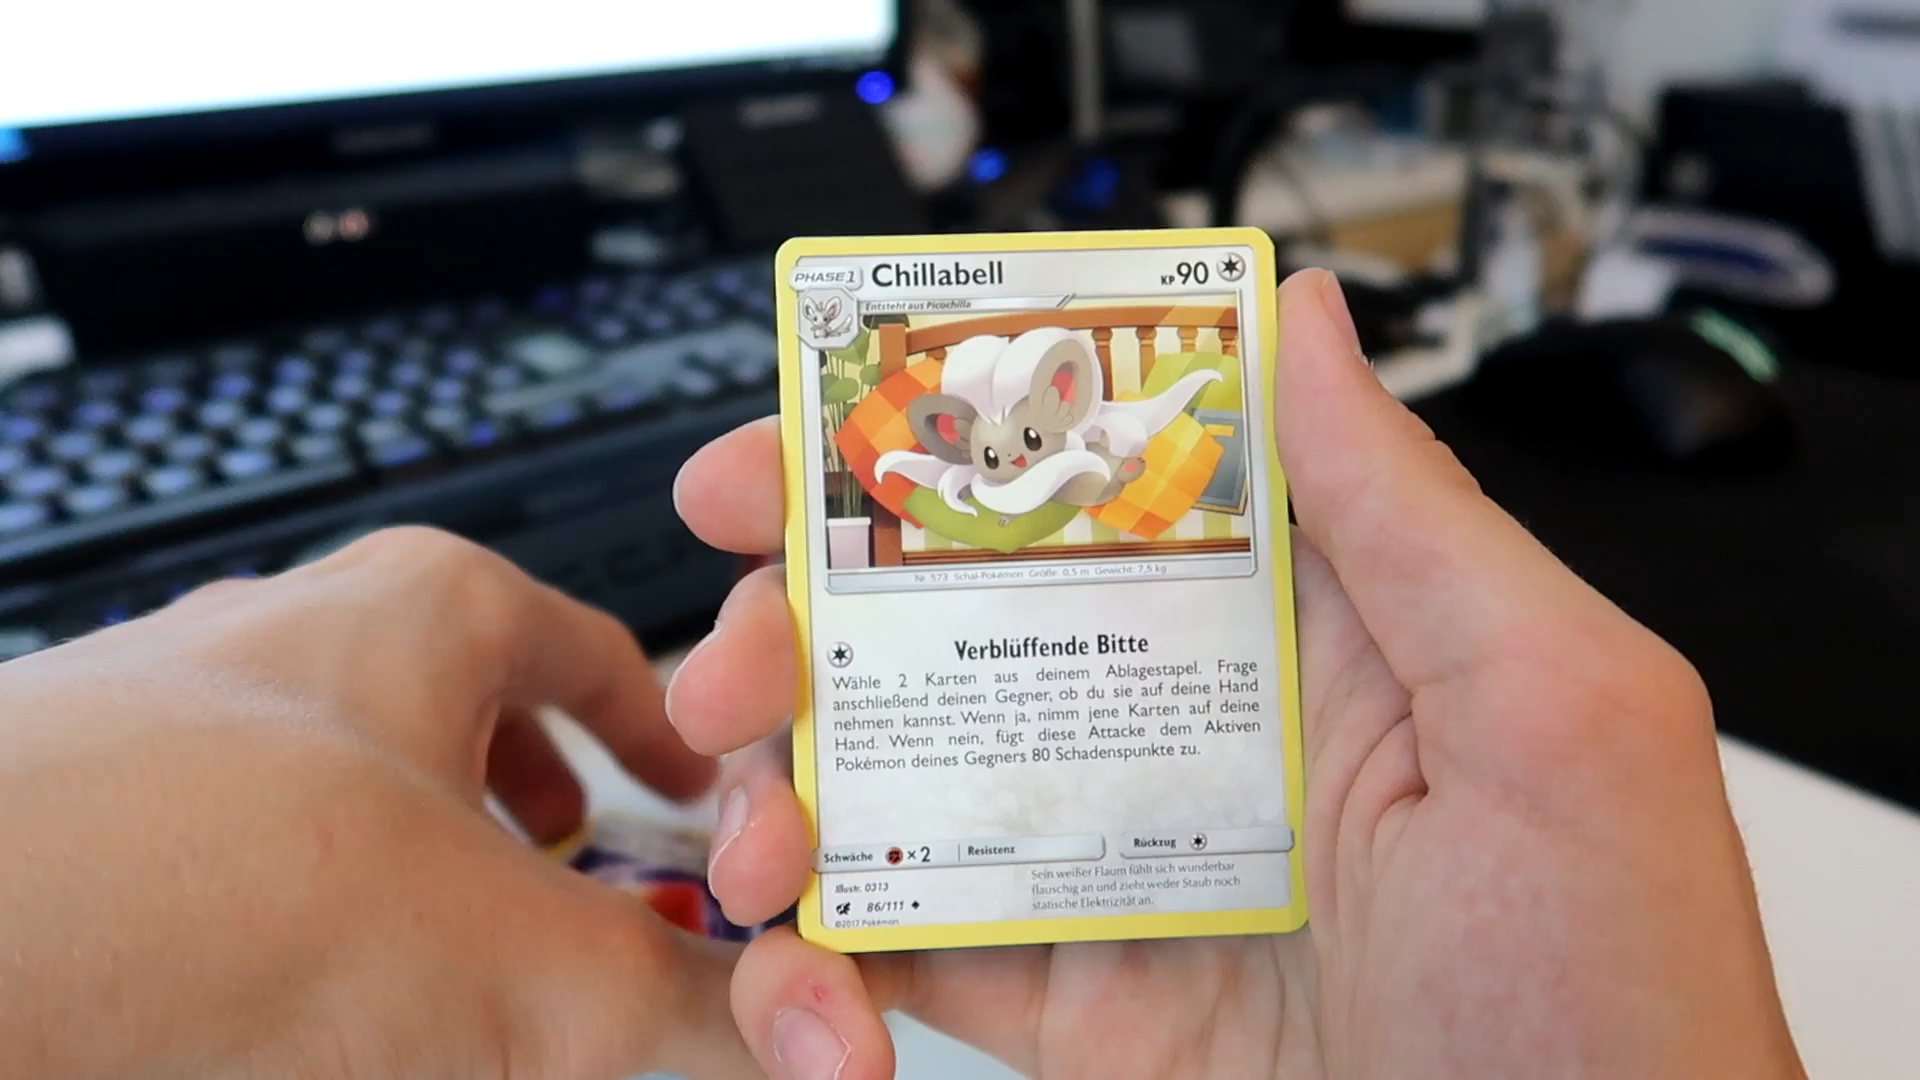 PHASE 1 Chillabell KP 90
Entsteht aus Picochilla
Nr. 573 Schal-Pokémon Größe: 0,5 m Gewicht: 7,5 kg
Verblüffende Bitte
Wähle 2 Karten aus deinem Ablagestapel. Frage
anschließend deinen Gegner, ob du sie auf deine Hand
nehmen kannst. Wenn ja, nimm jene Karten auf deine
Hand. Wenn nein, fügt diese Attacke dem Aktiven
Pokémon deines Gegners 80 Schadenspunkte zu.
Schwäche × 2 Resistenz Rückzug
Illustr. 0313
86/111
©2017 Pokémon
Sein weißer Flaum fühlt sich wunderbar
flauschig an und zieht weder Staub noch
statische Elektrizität an.